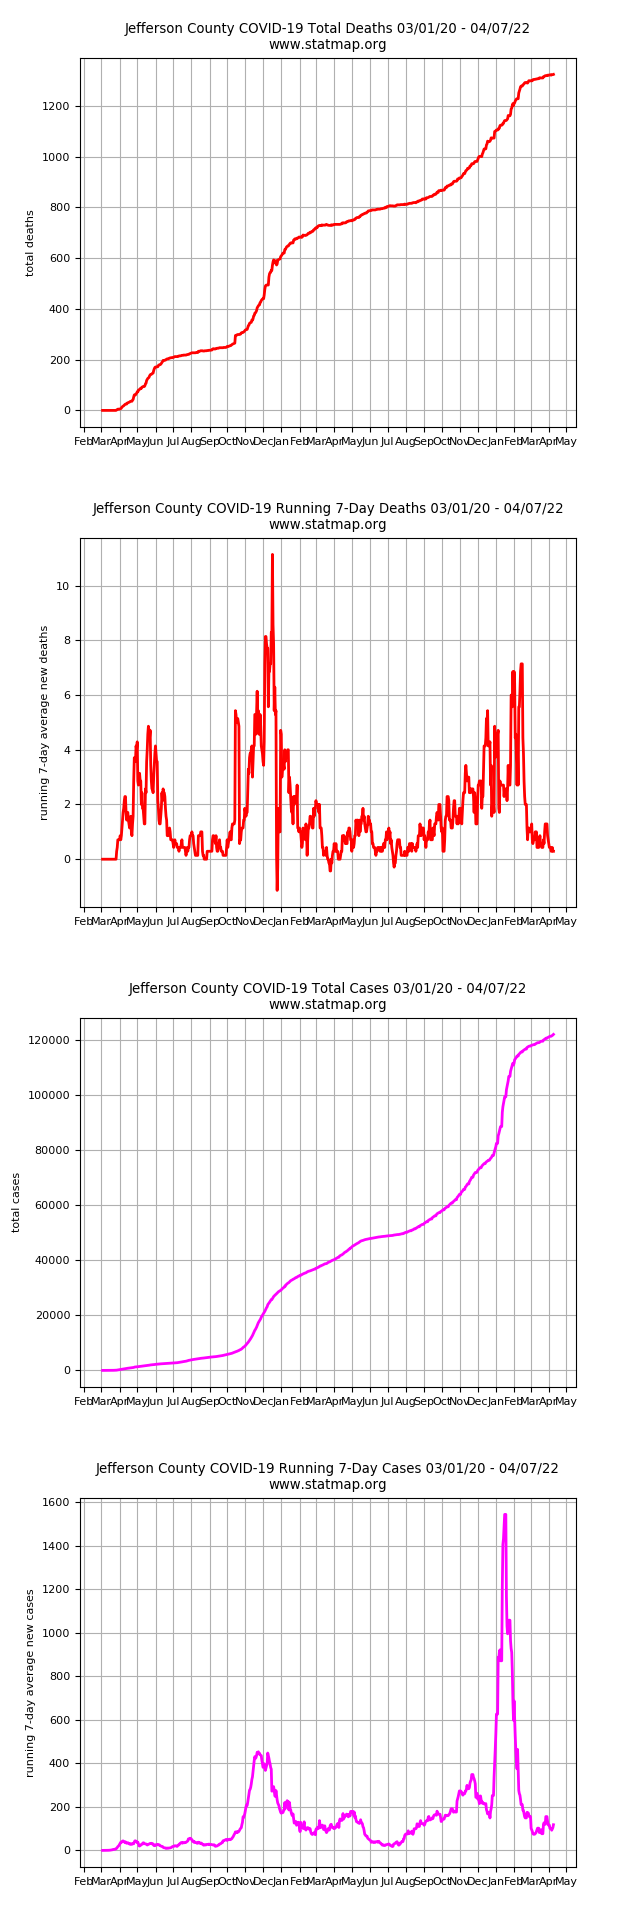 Jefferson County COVID-19 Total Deaths 03/01/20 - 04/07/22
www.statmap.org
1200
1000
800
600
400
200
0
total deaths
Feb Mar Apr May Jun Jul Aug Sep Oct Nov Dec Jan Feb Mar Apr May Jun Jul Aug Sep Oct Nov Dec Jan Feb Mar Apr May
Jefferson County COVID-19 Running 7-Day Deaths 03/01/20 - 04/07/22
www.statmap.org
10
8
6
4
2
0
running 7-day average new deaths
Feb Mar Apr May Jun Jul Aug Sep Oct Nov Dec Jan Feb Mar Apr May Jun Jul Aug Sep Oct Nov Dec Jan Feb Mar Apr May
Jefferson County COVID-19 Total Cases 03/01/20 - 04/07/22
www.statmap.org
120000
100000
80000
60000
40000
20000
0
total cases
Feb Mar Apr May Jun Jul Aug Sep Oct Nov Dec Jan Feb Mar Apr May Jun Jul Aug Sep Oct Nov Dec Jan Feb Mar Apr May
Jefferson County COVID-19 Running 7-Day Cases 03/01/20 - 04/07/22
www.statmap.org
1600
1400
1200
1000
800
600
400
200
0
running 7-day average new cases
Feb Mar Apr May Jun Jul Aug Sep Oct Nov Dec Jan Feb Mar Apr May Jun Jul Aug Sep Oct Nov Dec Jan Feb Mar Apr May